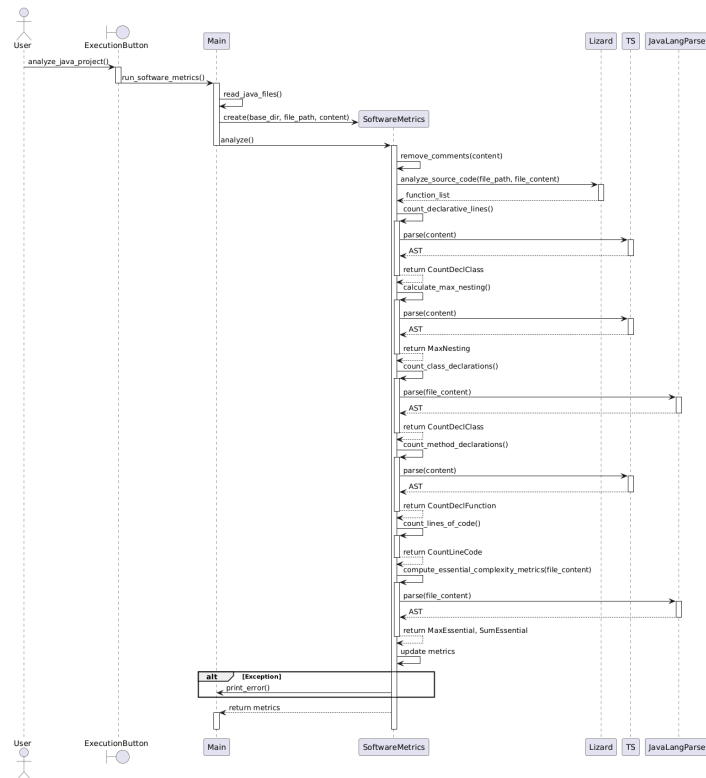 User
ExecutionButton
Main
Lizard
TS
JavaLangParse
analyze_java_project()
run_software_metrics()
read_java_files()
create(base_dir, file_path, content)
SoftwareMetrics
analyze()
remove_comments(content)
analyze_source_code(file_path, file_content)
function_list
count_declarative_lines()
parse(content)
AST
return CountDeclClass
calculate_max_nesting()
parse(content)
AST
return MaxNesting
count_class_declarations()
parse(file_content)
AST
return CountDeclClass
count_method_declarations()
parse(content)
AST
return CountDeclFunction
count_lines_of_code()
return CountLineCode
compute_essential_complexity_metrics(file_content)
parse(file_content)
AST
return MaxEssential, SumEssential
update metrics
alt [Exception]
print_error()
return metrics
User
ExecutionButton
Main
SoftwareMetrics
Lizard
TS
JavaLangParse